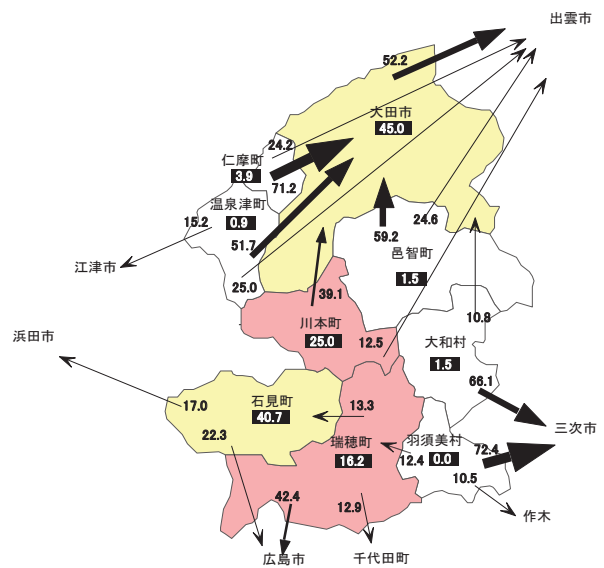 出雲市
52.2
大田市
45.0
24.2
仁摩町
3.9
71.2
温泉津町
0.9
15.2
51.7
24.6
59.2
邑智町
1.5
江津市
25.0
39.1
10.8
川本町
25.0
12.5
大和村
1.5
浜田市
66.1
石見町
40.7
17.0
13.3
22.3
三次市
瑞穂町
16.2
羽須美村
0.0
72.4
12.4
10.5
42.4
12.9
作木
広島市
千代田町